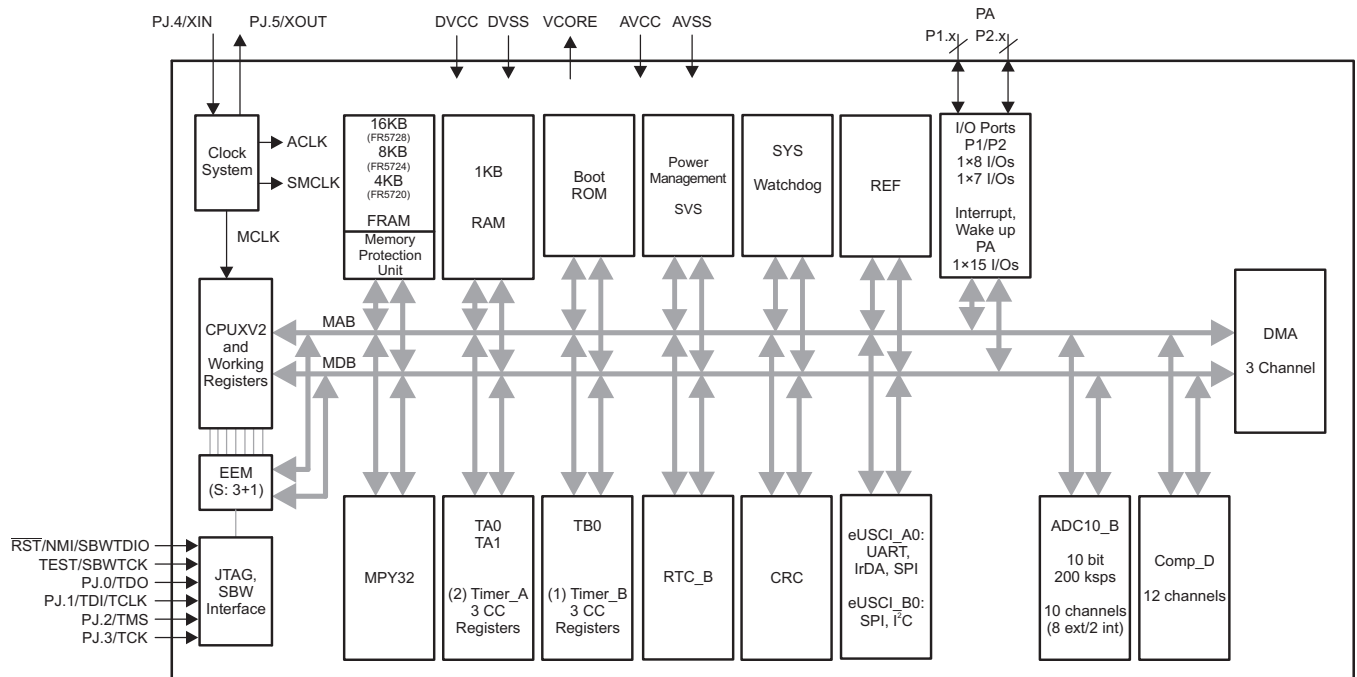 PJ.4/XIN
PJ.5/XOUT
DVCC
DVSS
VCORE
AVCC
AVSS
PA
P1.x
P2.x
Clock
System
ACLK
SMCLK
MCLK
16KB
(FR5728)
8KB
(FR5724)
4KB
(FR5720)
FRAM
Memory
Protection
Unit
1KB
RAM
Boot
ROM
Power
Management
SVS
SYS
Watchdog
REF
I/O Ports
P1/P2
1×8 I/Os
1×7 I/Os
Interrupt,
Wake up
PA
1×15 I/Os
CPUXV2
and
Working
Registers
MAB
MDB
DMA
3 Channel
EEM
(S: 3+1)
RST/NMI/SBWTDIO
TEST/SBWTCK
PJ.0/TDO
PJ.1/TDI/TCLK
PJ.2/TMS
PJ.3/TCK
JTAG,
SBW
Interface
MPY32
TA0
TA1
(2) Timer_A
3 CC
Registers
TB0
(1) Timer_B
3 CC
Registers
RTC_B
CRC
eUSCI_A0:
UART,
IrDA, SPI
eUSCI_B0:
SPI, I²C
ADC10_B
10 bit
200 ksps
10 channels
(8 ext/2 int)
Comp_D
12 channels